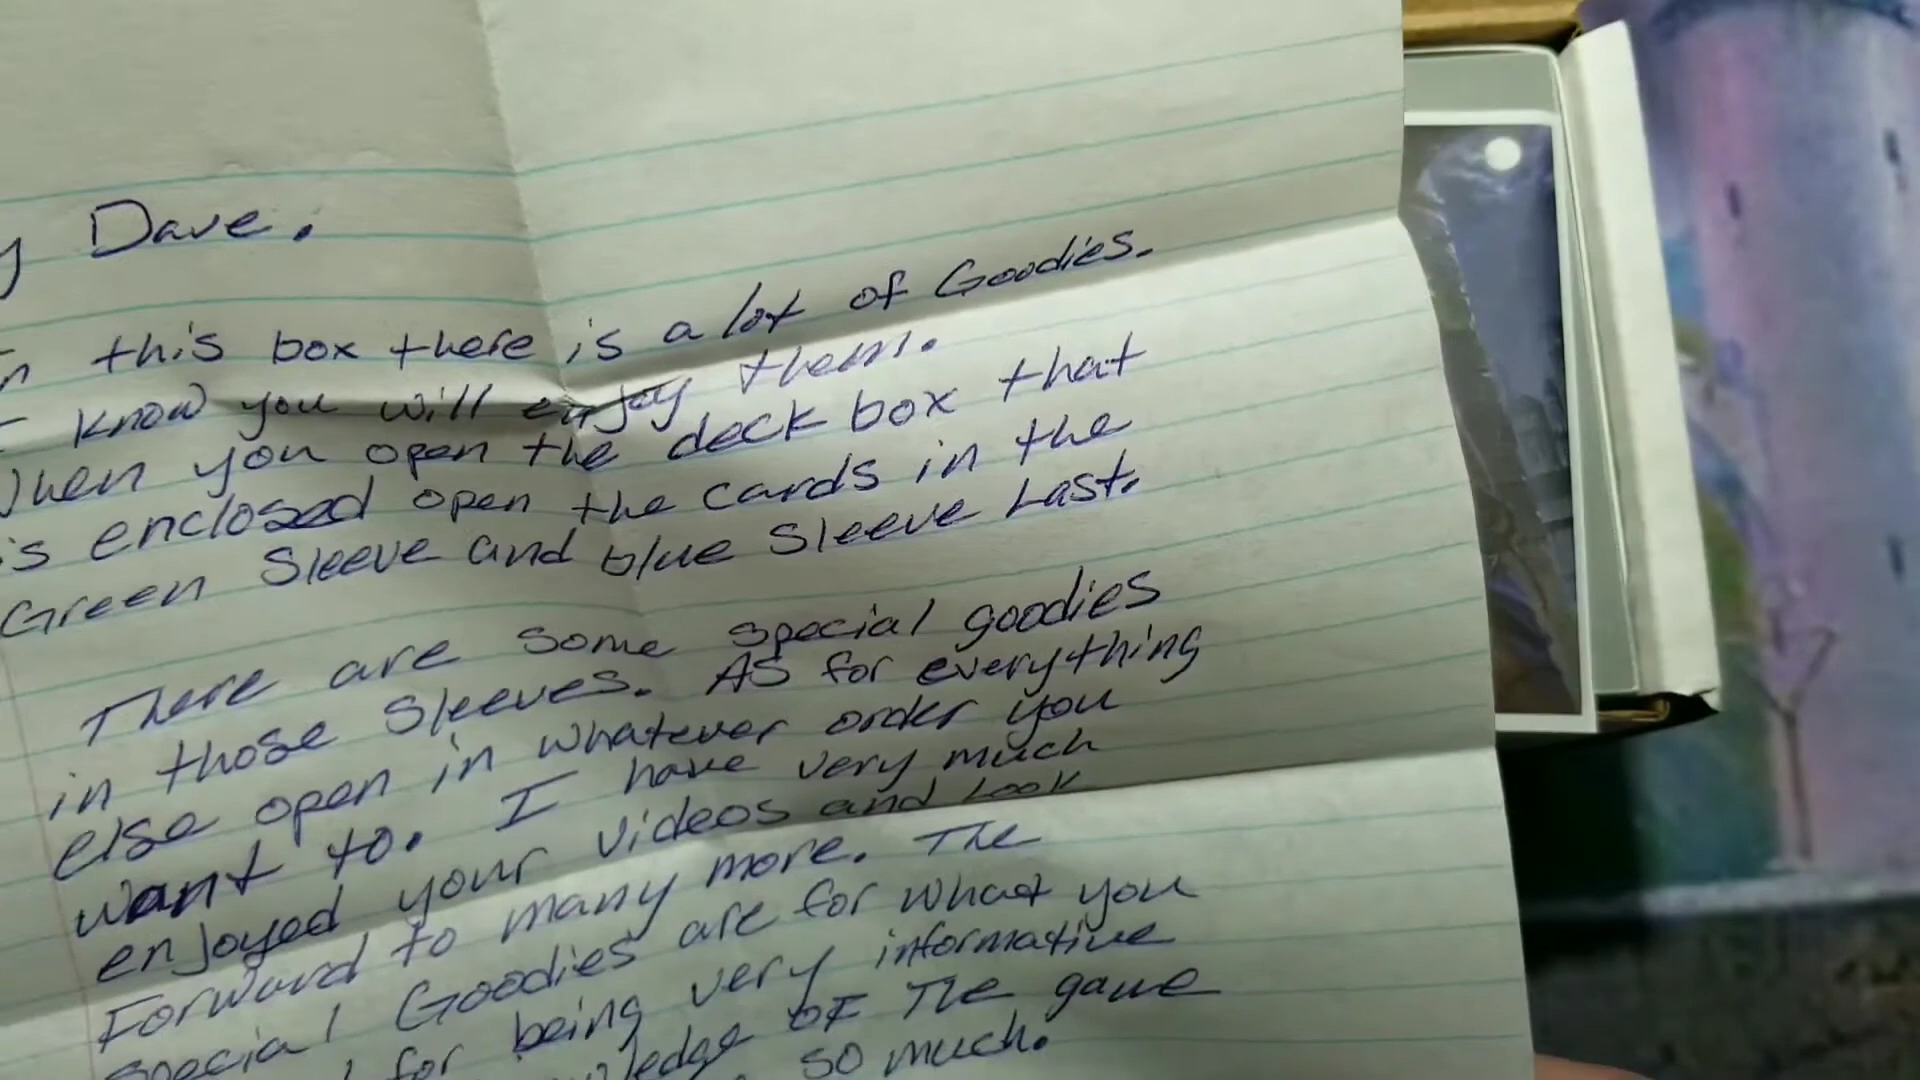 Dave.
this box there is a lot of Goodies.
I know you will enjoy them.
When you open the deck box that
is enclosed open the cards in the
Green Sleeve and blue Sleeve Last.
There are some special goodies
in those Sleeves. AS for everything
else open in whatever order you
want to. I have very much
enjoyed your videos and Look
Forward to many more. The
special Goodies are for what you
for being very informative
OF The game
so much.